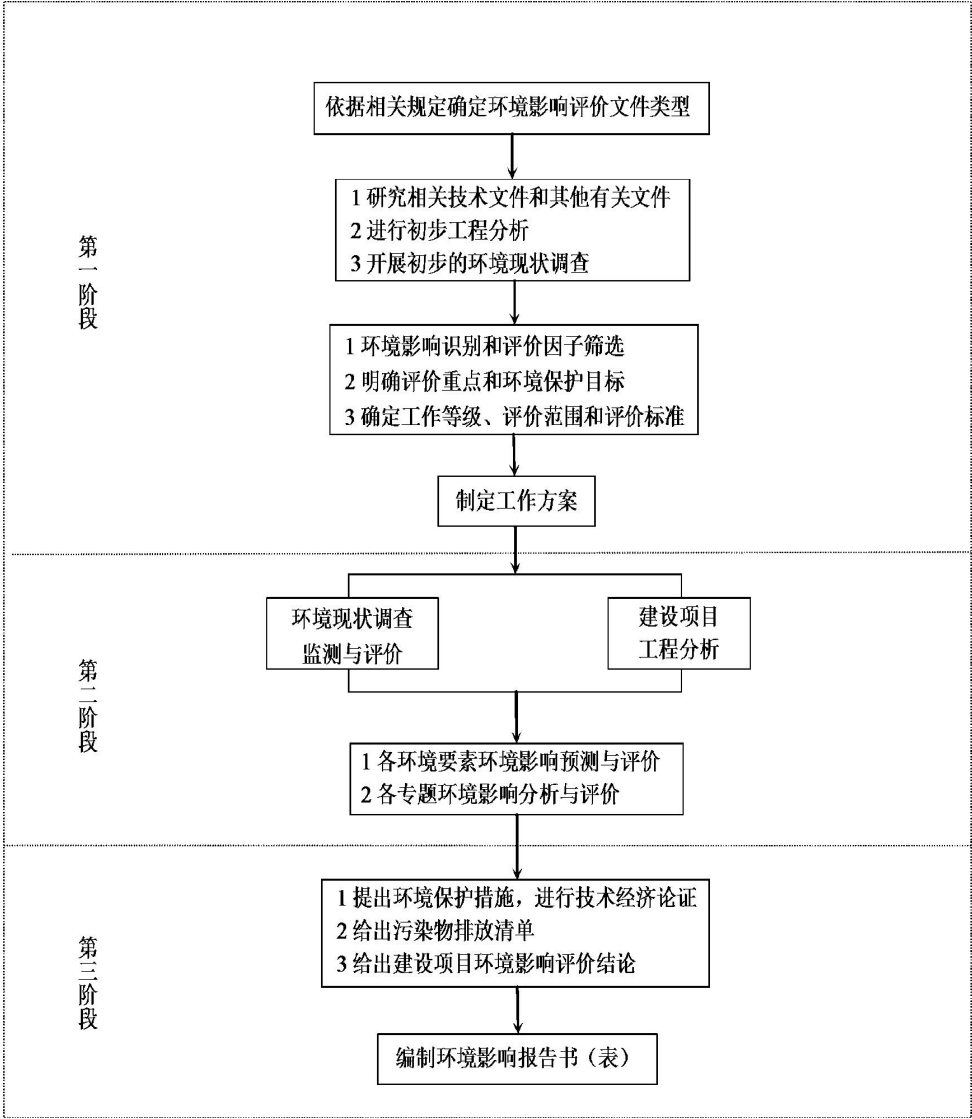 依据相关规定确定环境影响评价文件类型
1 研究相关技术文件和其他有关文件
2 进行初步工程分析
3 开展初步的环境现状调查
第一阶段
1 环境影响识别和评价因子筛选
2 明确评价重点和环境保护目标
3 确定工作等级、评价范围和评价标准
制定工作方案
第二阶段
环境现状调查
监测与评价
建设项目
工程分析
1 各环境要素环境影响预测与评价
2 各专题环境影响分析与评价
第三阶段
1 提出环境保护措施，进行技术经济论证
2 给出污染物排放清单
3 给出建设项目环境影响评价结论
编制环境影响报告书（表）